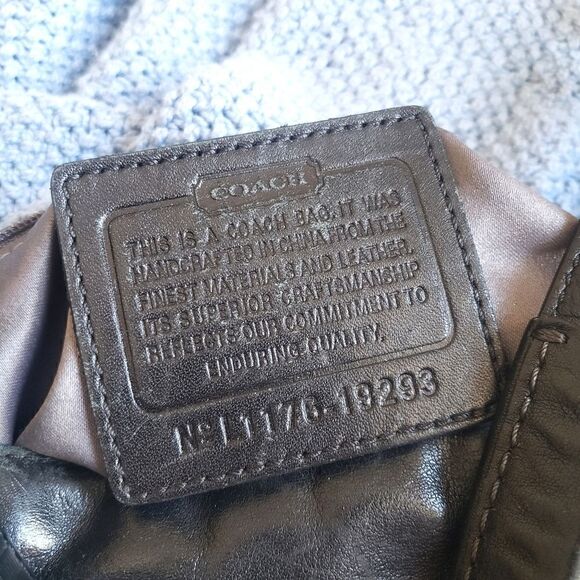 COACH
THIS IS A COACH BAG. IT WAS
HANDCRAFTED IN CHINA FROM THE
FINEST MATERIALS AND LEATHER.
ITS SUPERIOR CRAFTSMANSHIP
REFLECTS OUR COMMITMENT TO
ENDURING QUALITY.
Nº L1176-19293